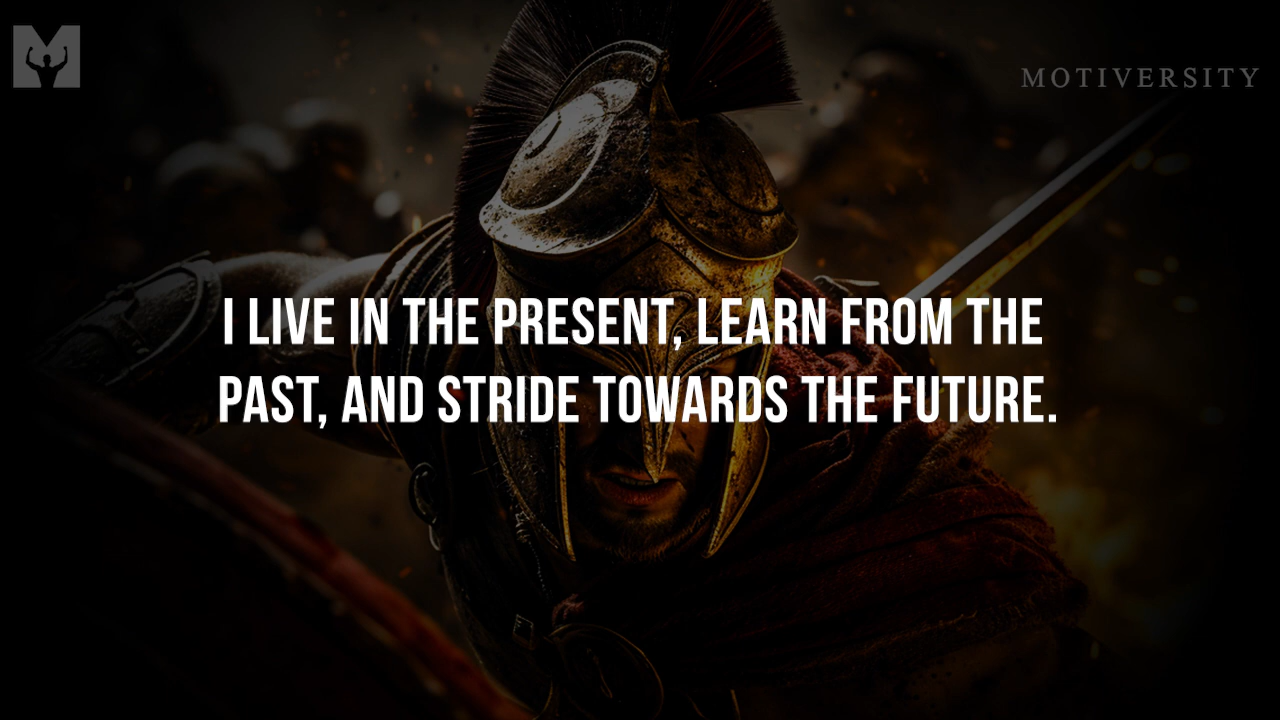 MOTIVERSITY
I LIVE IN THE PRESENT, LEARN FROM THE
PAST, AND STRIDE TOWARDS THE FUTURE.